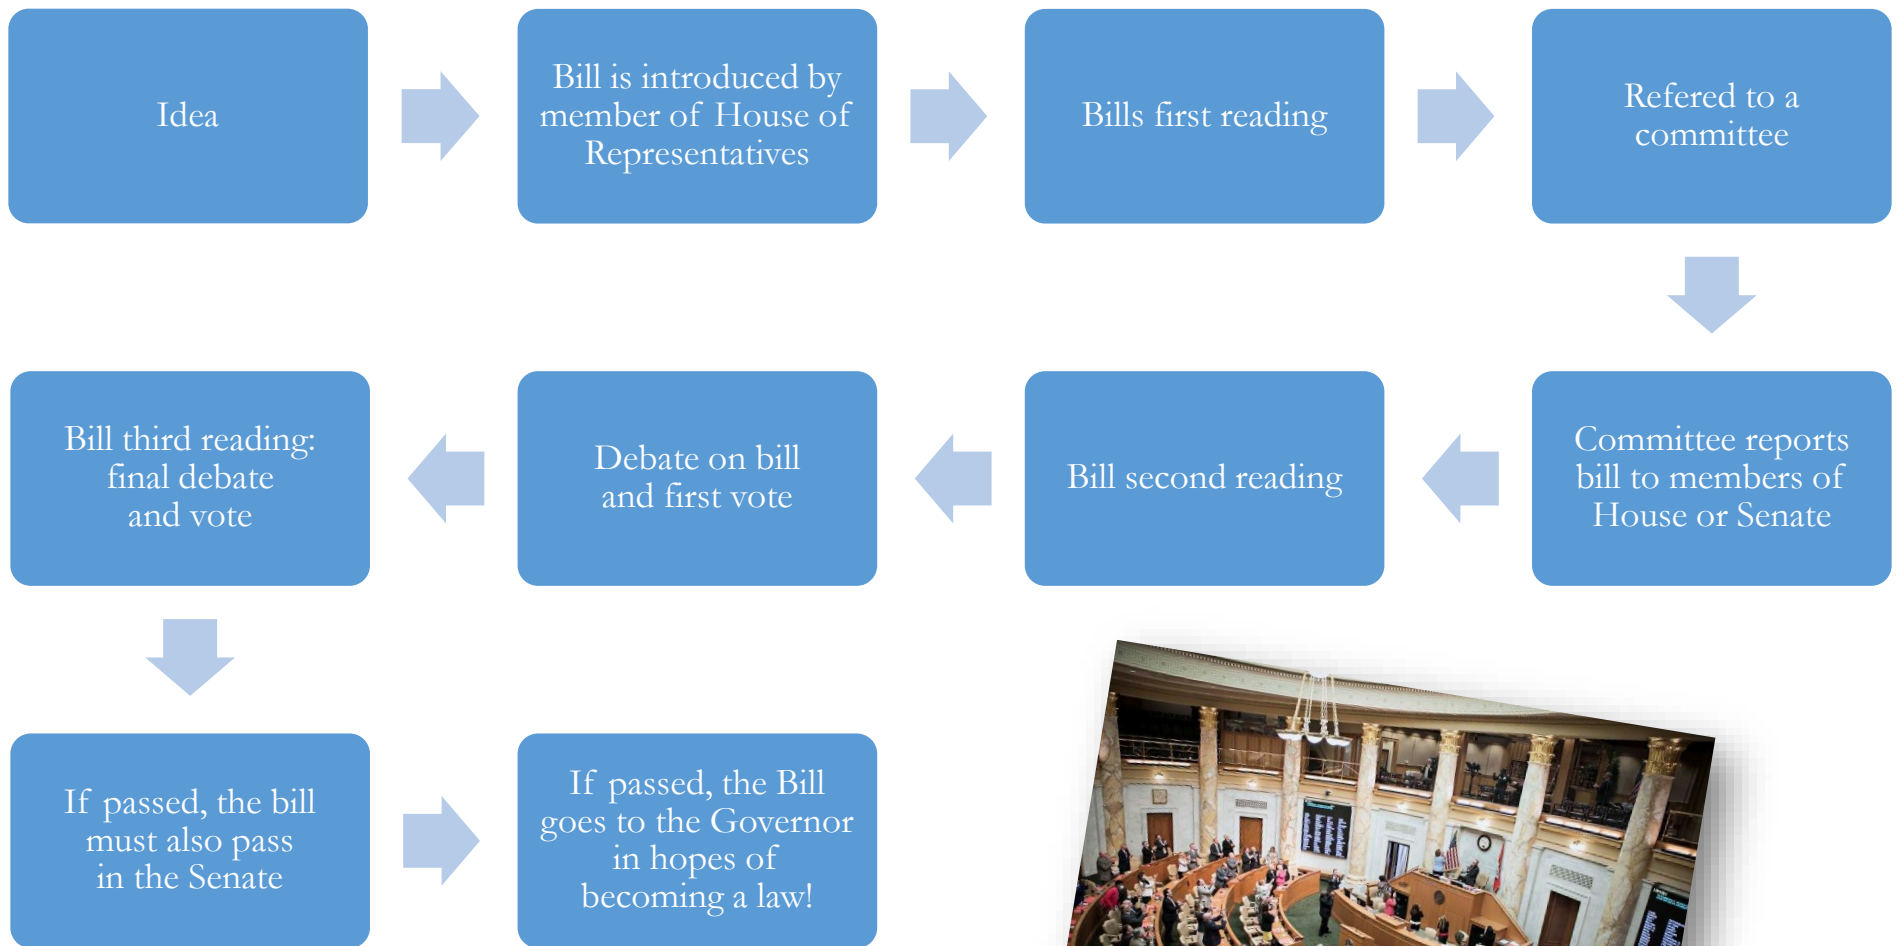 Idea
Bill is introduced by
member of House of
Representatives
Bills first reading
Refered to a
committee
Committee reports
bill to members of
House or Senate
Bill second reading
Debate on bill
and first vote
Bill third reading:
final debate
and vote
If passed, the bill
must also pass
in the Senate
If passed, the Bill
goes to the Governor
in hopes of
becoming a law!